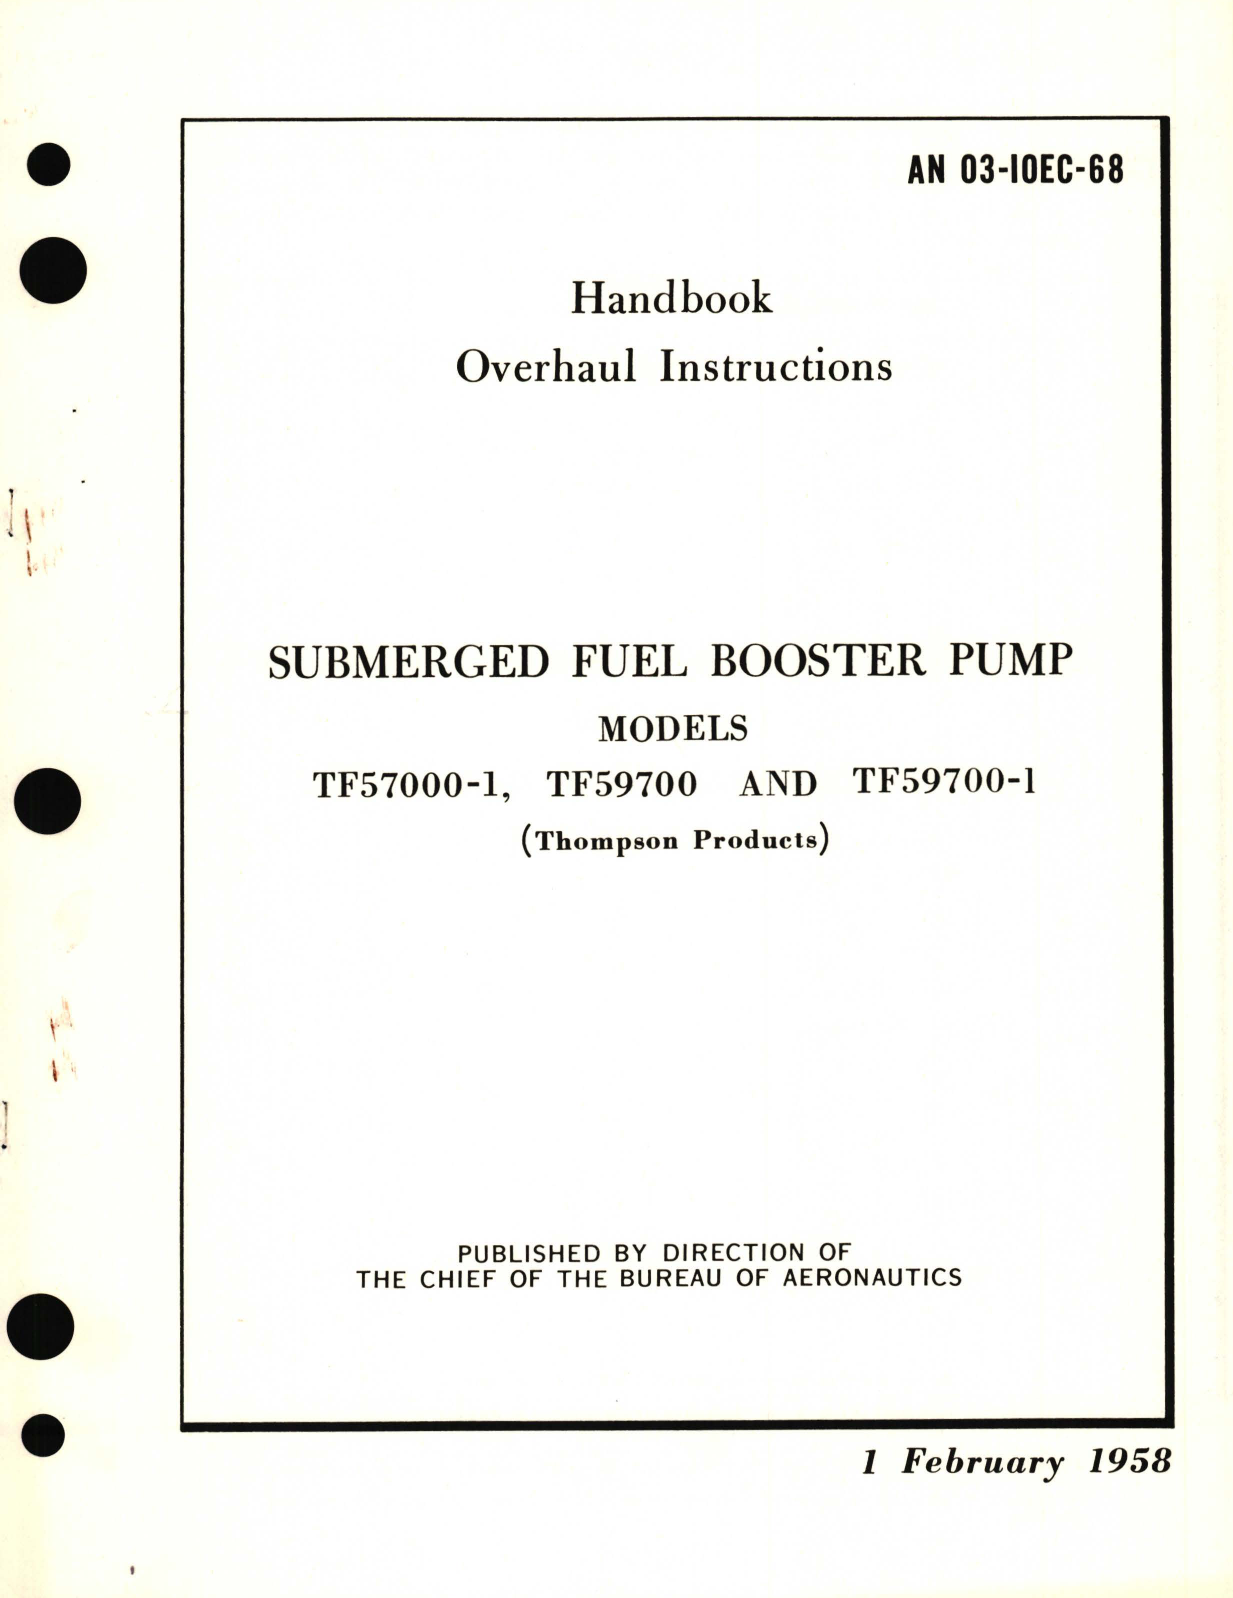 AN 03-10EC-68
Handbook
Overhaul Instructions
SUBMERGED FUEL BOOSTER PUMP
MODELS
TF57000-1, TF59700 AND TF59700-1
(Thompson Products)
PUBLISHED BY DIRECTION OF
THE CHIEF OF THE BUREAU OF AERONAUTICS
1 February 1958